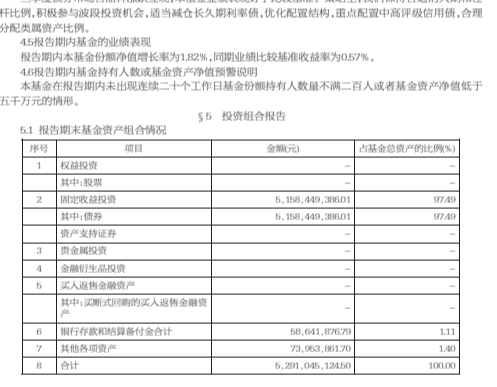 杆比例,积极参与波段投资机会,适当减仓长久期利率债,优化配置结构,重点配置中高评级信用债,合理
分配类属资产比例。
4.5报告期内基金的业绩表现
报告期内本基金份额净值增长率为1.82%,同期业绩比较基准收益率为0.57%。
4.6报告期内基金持有人数或基金资产净值预警说明
本基金在报告期内未出现连续二十个工作日基金份额持有人数量不满二百人或者基金资产净值低于
五千万元的情形。
§5 投资组合报告
5.1 报告期末基金资产组合情况
序号 项目 金额(元) 占基金总资产的比例(%)
1 权益投资 – –
其中:股票 – –
2 固定收益投资 5,158,449,386.01 97.49
其中:债券 5,158,449,386.01 97.49
资产支持证券 – –
3 贵金属投资 – –
4 金融衍生品投资 – –
5 买入返售金融资产 – –
其中:买断式回购的买入返售金融资
产 – –
6 银行存款和结算备付金合计 58,641,876.79 1.11
7 其他各项资产 73,953,861.70 1.40
8 合计 5,291,045,124.50 100.00